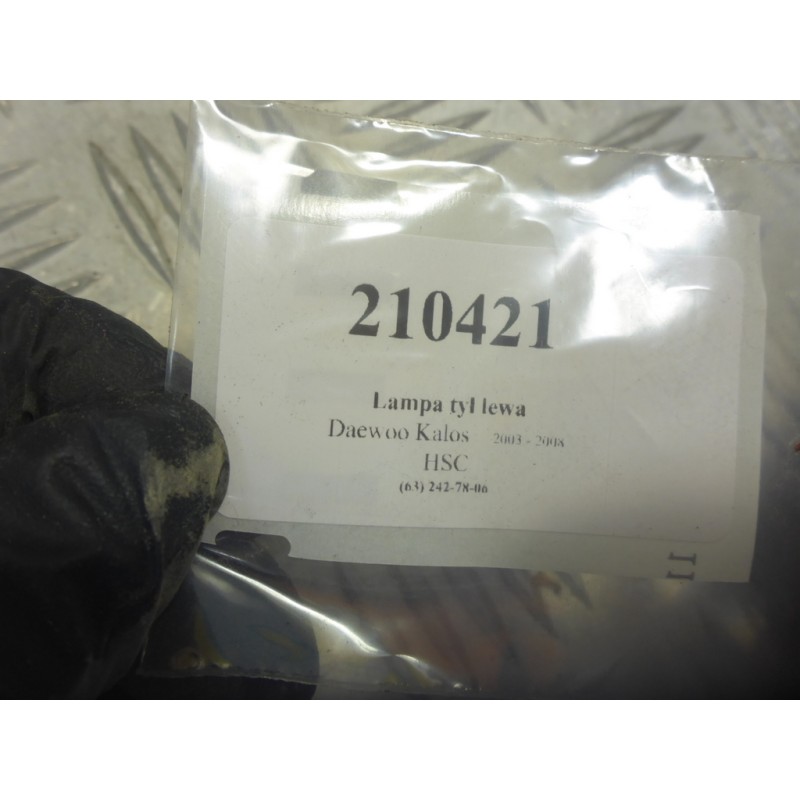 210421
Lampa tył lewa
Daewoo Kalos 2003 - 2008
HSC
(63) 242-78-06